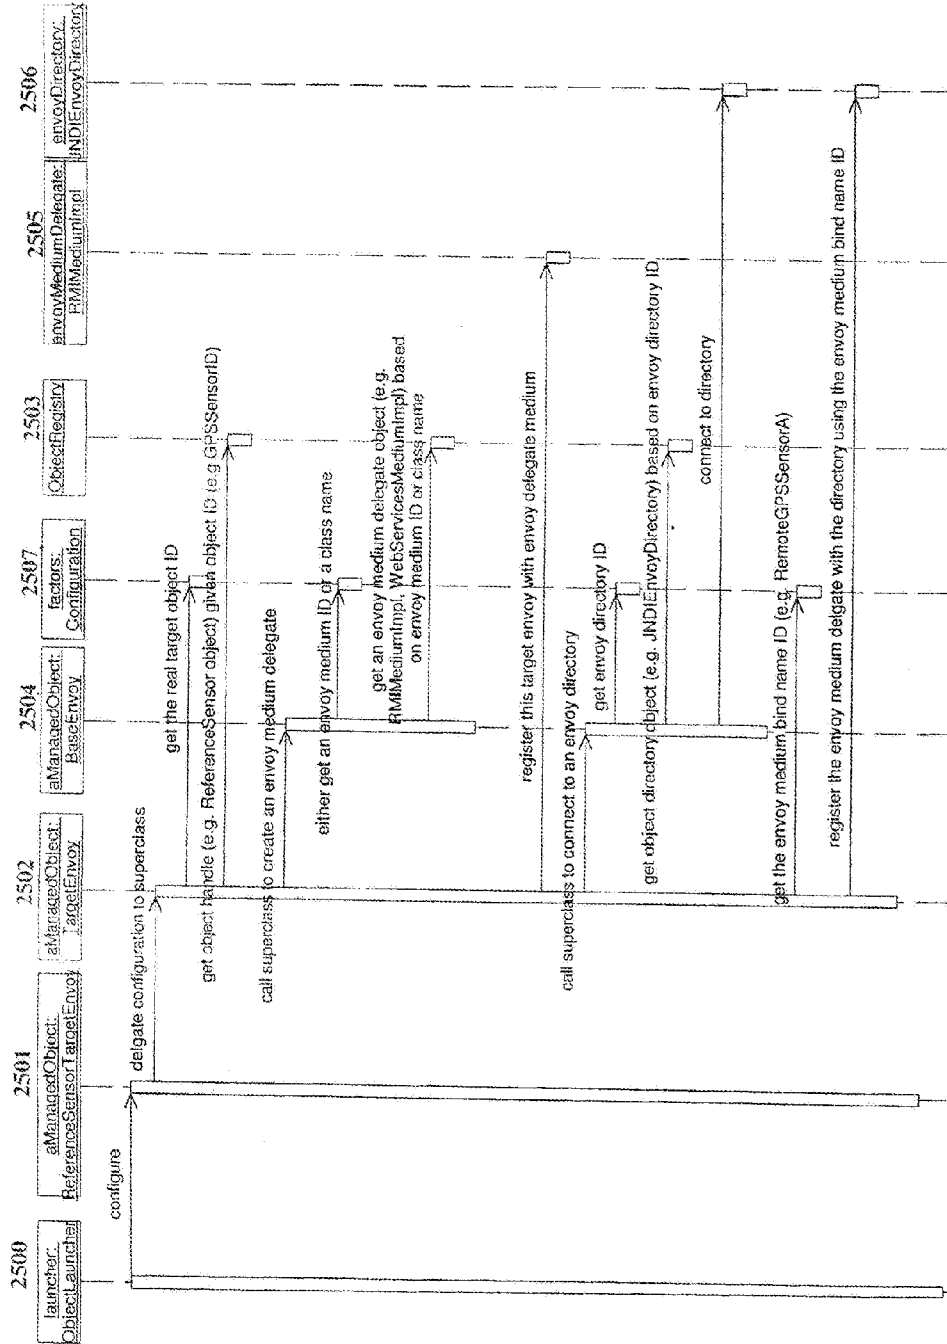 2500
launcher:
ObjectLauncher
2501
aManagedObject:
ReferenceSensorTargetEnvoy
2502
aManagedObject:
TargetEnvoy
2504
aManagedObject:
BaseEnvoy
2507
factors:
Configuration
2503
ObjectRegistry
2505
envoyMediumDelegate:
RMIMediumImpl
2506
envoyDirectory:
JNDIEnvoyDirectory
configure
delgate configuration to superclass
get the real target object ID
get object handle (e.g. ReferenceSensor object) given object ID (e.g GPSSensorID)
call superclass to create an envoy medium delegate
either get an envoy medium ID or a class name
get an envoy medium delegate object (e.g.
RMIMediumImpl, WebServicesMediumImpl) based
on envoy medium ID or class name
register this target envoy with envoy delegate medium
call superclass to connect to an envoy directory
get envoy directory ID
get object directory object (e.g. JNDIEnvoyDirectory) based on envoy directory ID
connect to directory
get the envoy medium bind name ID (e.g. RemoteGPSSensorA)
register the envoy medium delgate with the directory using the envoy medium bind name ID